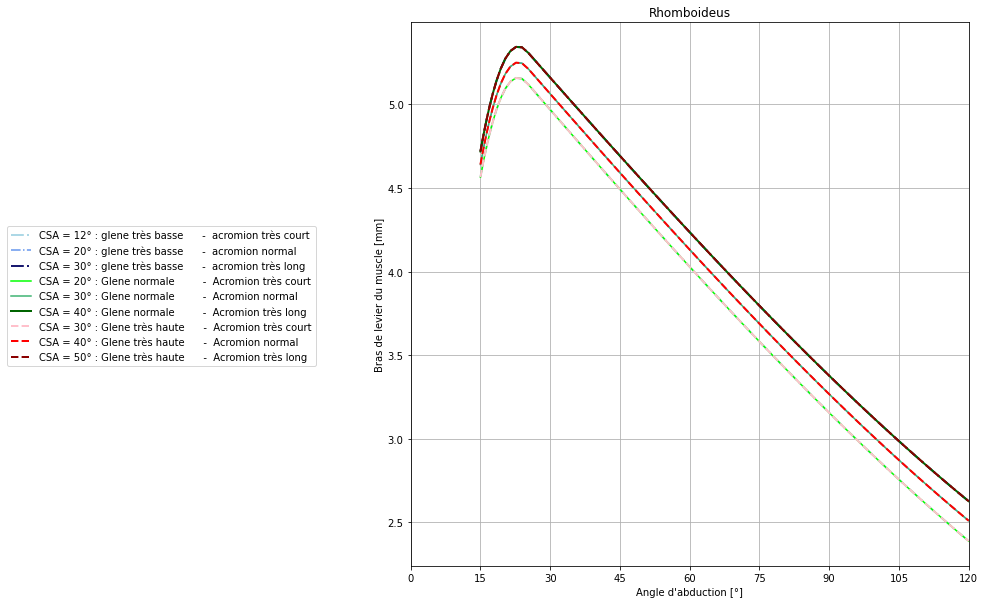 Rhomboideus
CSA = 12° : glene très basse - acromion très court
CSA = 20° : glene très basse - acromion normal
CSA = 30° : glene très basse - acromion très long
CSA = 20° : Glene normale - Acromion très court
CSA = 30° : Glene normale - Acromion normal
CSA = 40° : Glene normale - Acromion très long
CSA = 30° : Glene très haute - Acromion très court
CSA = 40° : Glene très haute - Acromion normal
CSA = 50° : Glene très haute - Acromion très long
Bras de levier du muscle [mm]
5.0
4.5
4.0
3.5
3.0
2.5
0 15 30 45 60 75 90 105 120
Angle d'abduction [°]